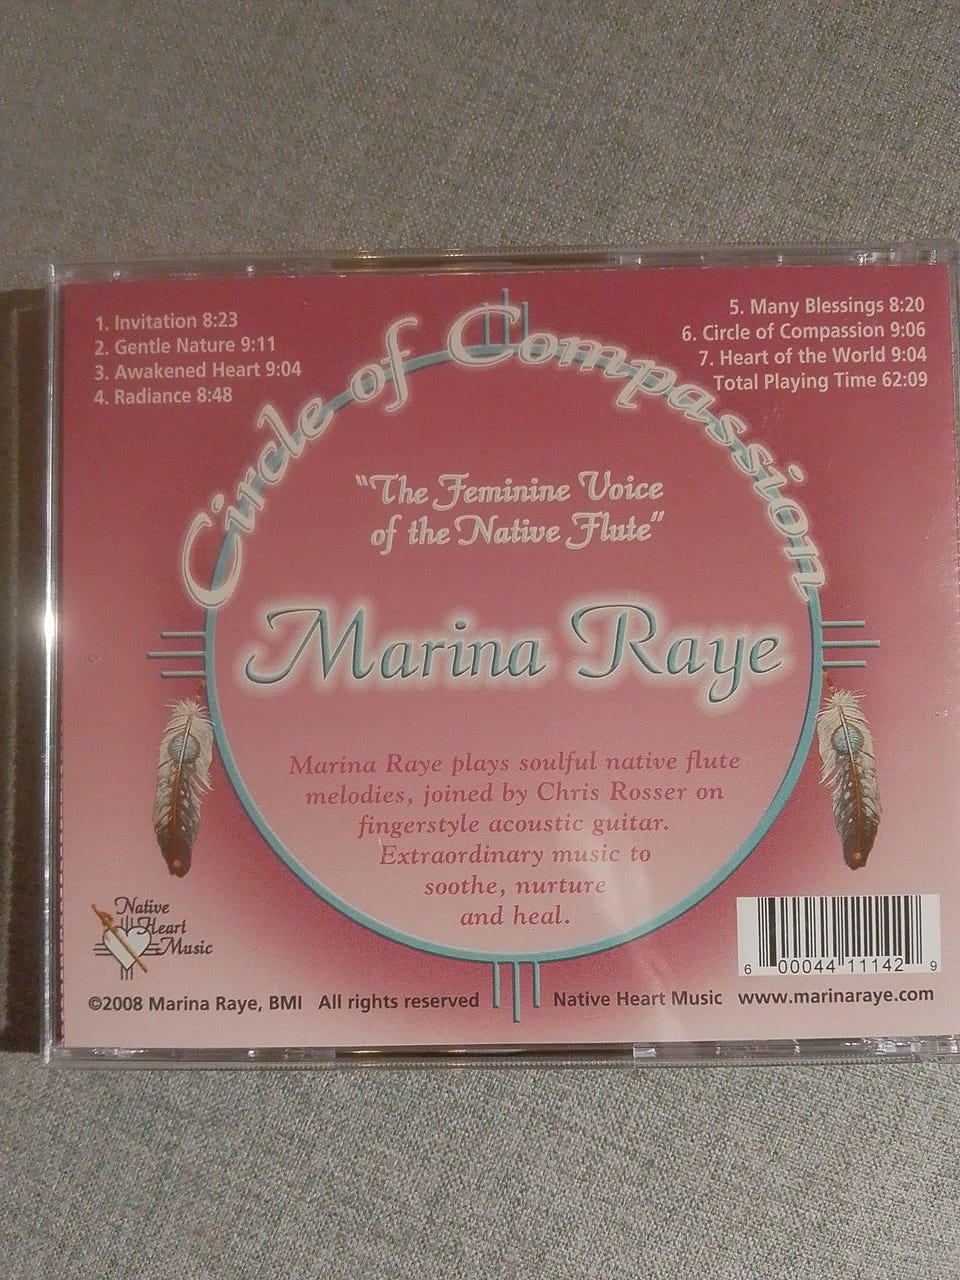 1. Invitation 8:23
2. Gentle Nature 9:11
3. Awakened Heart 9:04
4. Radiance 8:48
5. Many Blessings 8:20
6. Circle of Compassion 9:06
7. Heart of the World 9:04
Total Playing Time 62:09
Circle of Compassion
"The Feminine Voice
of the Native Flute"
Marina Raye
Marina Raye plays soulful native flute
melodies, joined by Chris Rosser on
fingerstyle acoustic guitar.
Extraordinary music to
soothe, nurture
and heal.
Native
Heart
Music
6 00044 11142 9
©2008 Marina Raye, BMI All rights reserved Native Heart Music www.marinaraye.com